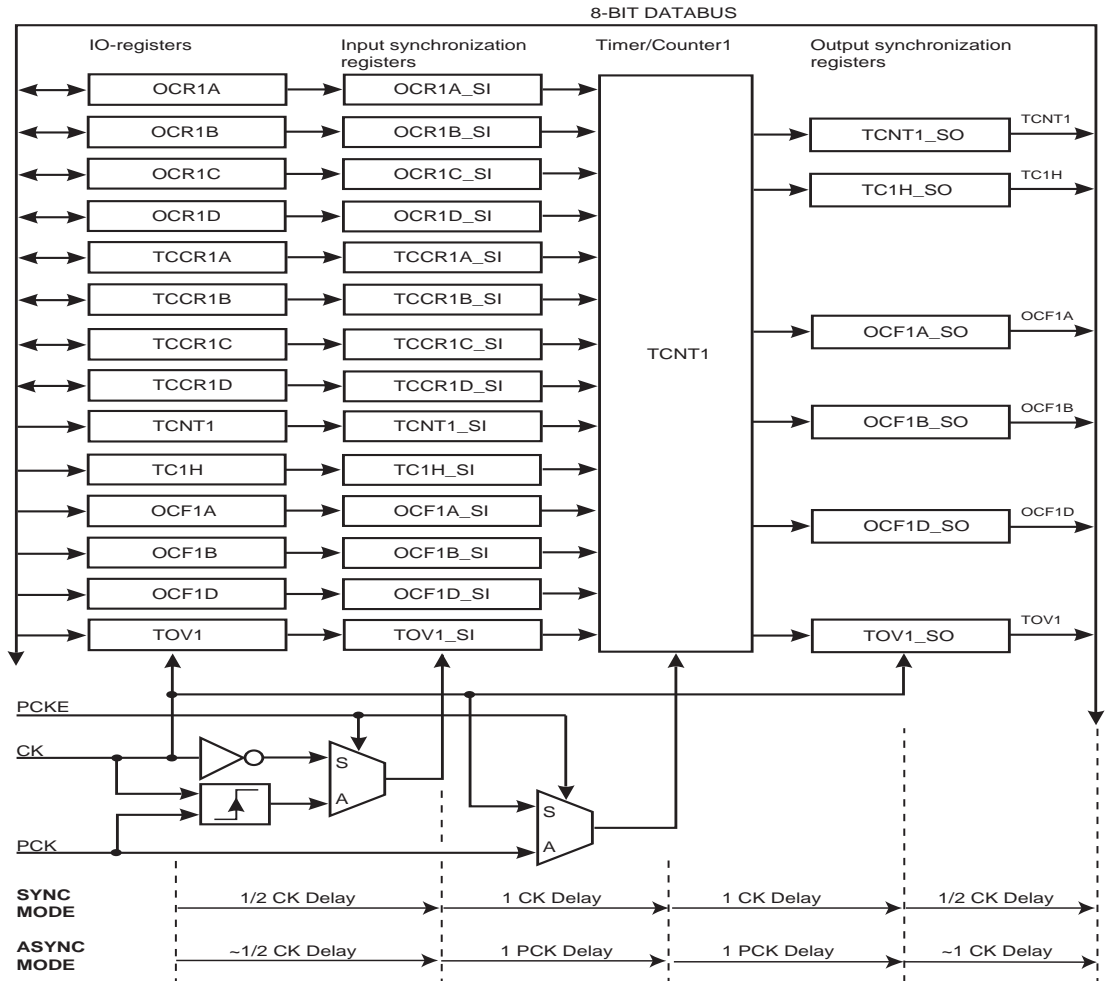 8-BIT DATABUS
IO-registers
Input synchronization
registers
Timer/Counter1
Output synchronization
registers
OCR1A
OCR1A_SI
OCR1B
OCR1B_SI
TCNT1_SO
TCNT1
OCR1C
OCR1C_SI
TC1H_SO
TC1H
OCR1D
OCR1D_SI
TCCR1A
TCCR1A_SI
TCCR1B
TCCR1B_SI
TCCR1C
TCCR1C_SI
TCNT1
OCF1A_SO
OCF1A
TCCR1D
TCCR1D_SI
TCNT1
TCNT1_SI
OCF1B_SO
OCF1B
TC1H
TC1H_SI
OCF1A
OCF1A_SI
OCF1D_SO
OCF1D
OCF1B
OCF1B_SI
OCF1D
OCF1D_SI
TOV1
TOV1_SI
TOV1_SO
TOV1
PCKE
CK
S
A
S
A
PCK
SYNC
MODE
1/2 CK Delay
1 CK Delay
1 CK Delay
1/2 CK Delay
ASYNC
MODE
~1/2 CK Delay
1 PCK Delay
1 PCK Delay
~1 CK Delay